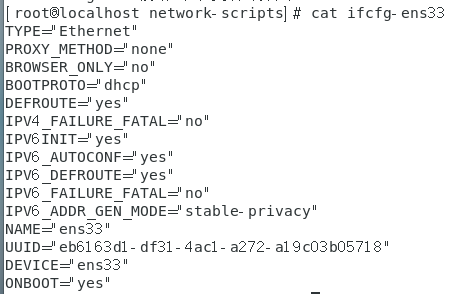 [root@localhost network-scripts]# cat ifcfg-ens33
TYPE="Ethernet"
PROXY_METHOD="none"
BROWSER_ONLY="no"
BOOTPROTO="dhcp"
DEFROUTE="yes"
IPV4_FAILURE_FATAL="no"
IPV6INIT="yes"
IPV6_AUTOCONF="yes"
IPV6_DEFROUTE="yes"
IPV6_FAILURE_FATAL="no"
IPV6_ADDR_GEN_MODE="stable-privacy"
NAME="ens33"
UUID="eb6163d1-df31-4ac1-a272-a19c03b05718"
DEVICE="ens33"
ONBOOT="yes"